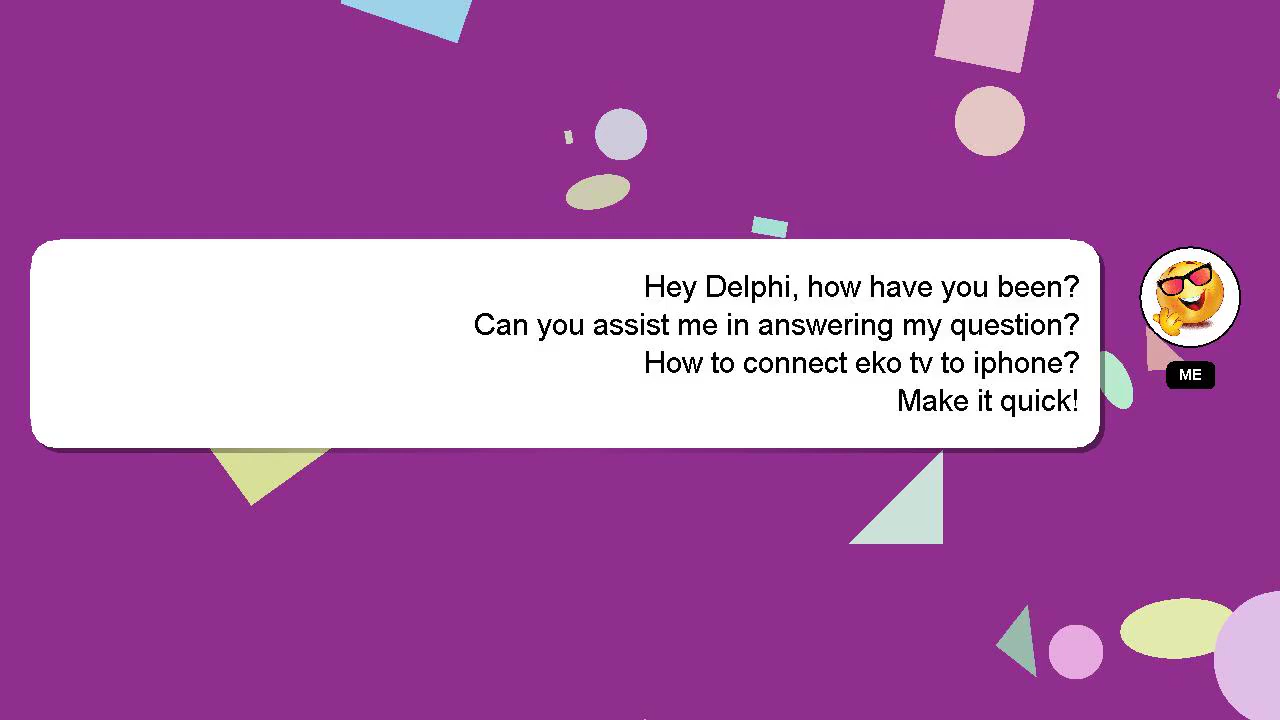 Hey Delphi, how have you been?
Can you assist me in answering my question?
How to connect eko tv to iphone?
Make it quick!
ME